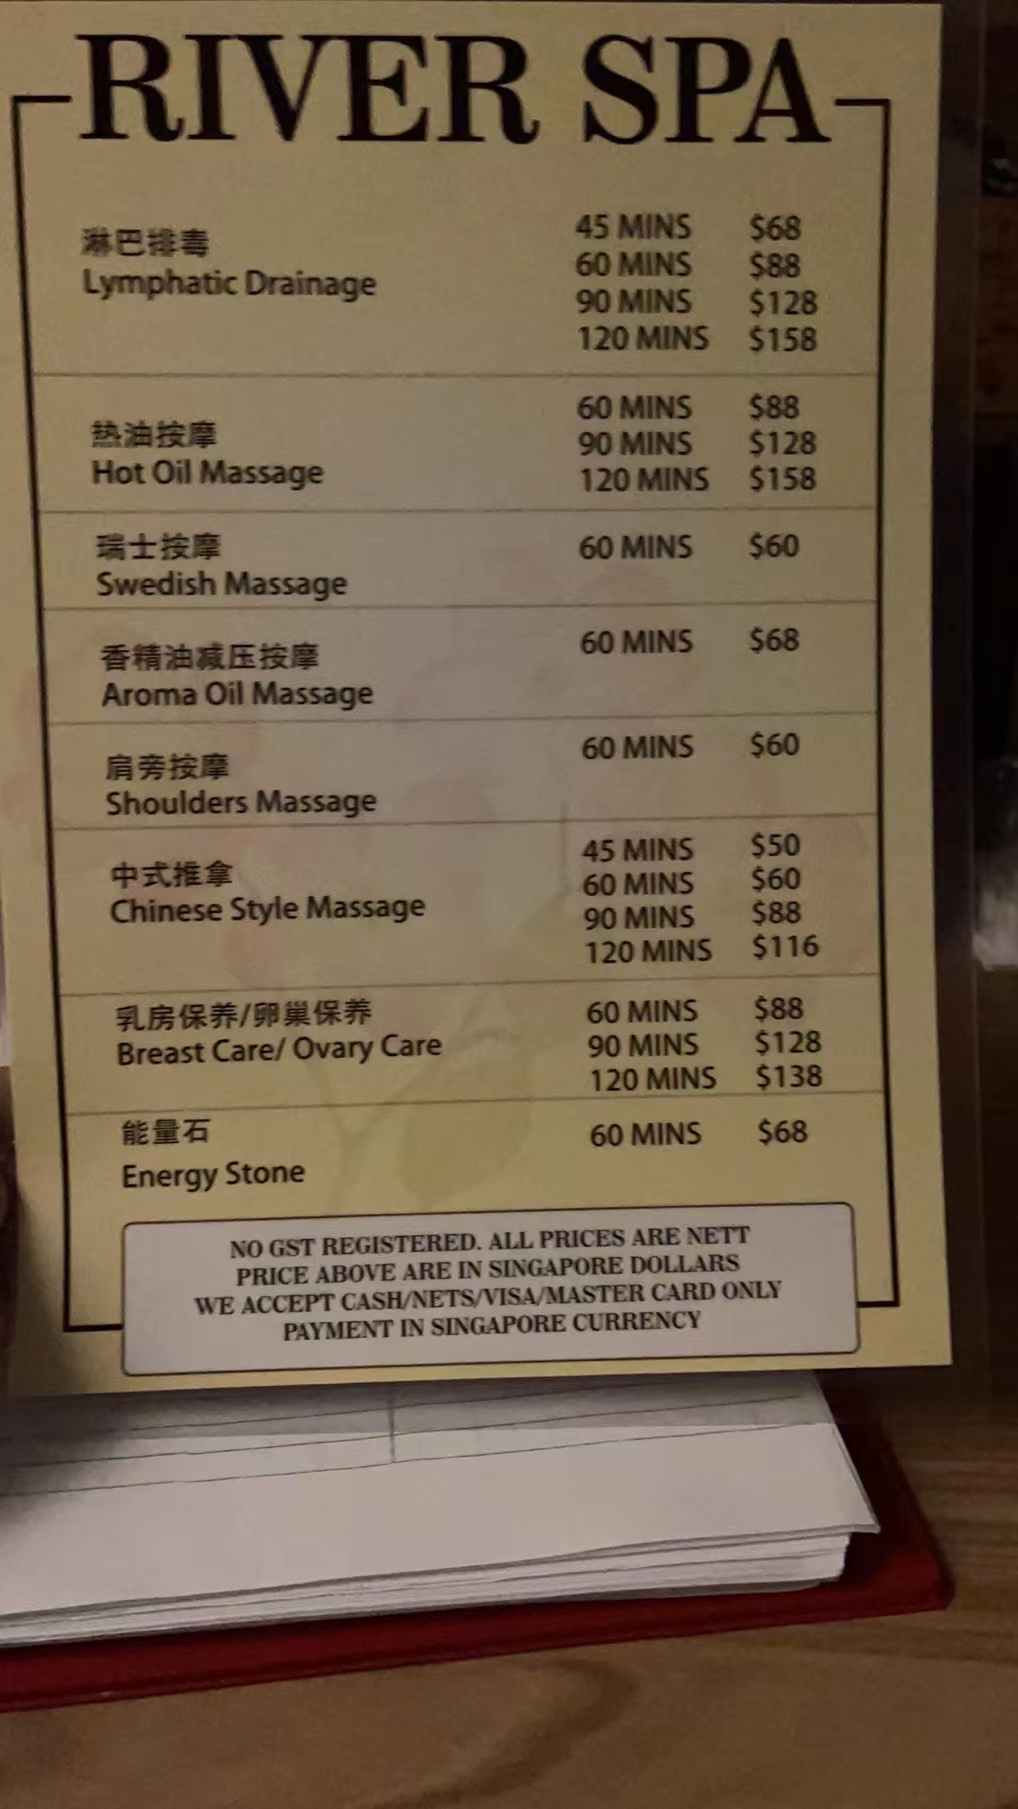 RIVER SPA
淋巴排毒
Lymphatic Drainage
45 MINS $68
60 MINS $88
90 MINS $128
120 MINS $158
热油按摩
Hot Oil Massage
60 MINS $88
90 MINS $128
120 MINS $158
瑞士按摩
Swedish Massage
60 MINS $60
香精油减压按摩
Aroma Oil Massage
60 MINS $68
肩旁按摩
Shoulders Massage
60 MINS $60
中式推拿
Chinese Style Massage
45 MINS $50
60 MINS $60
90 MINS $88
120 MINS $116
乳房保养/卵巢保养
Breast Care/ Ovary Care
60 MINS $88
90 MINS $128
120 MINS $138
能量石
Energy Stone
60 MINS $68
NO GST REGISTERED. ALL PRICES ARE NETT
PRICE ABOVE ARE IN SINGAPORE DOLLARS
WE ACCEPT CASH/NETS/VISA/MASTER CARD ONLY
PAYMENT IN SINGAPORE CURRENCY